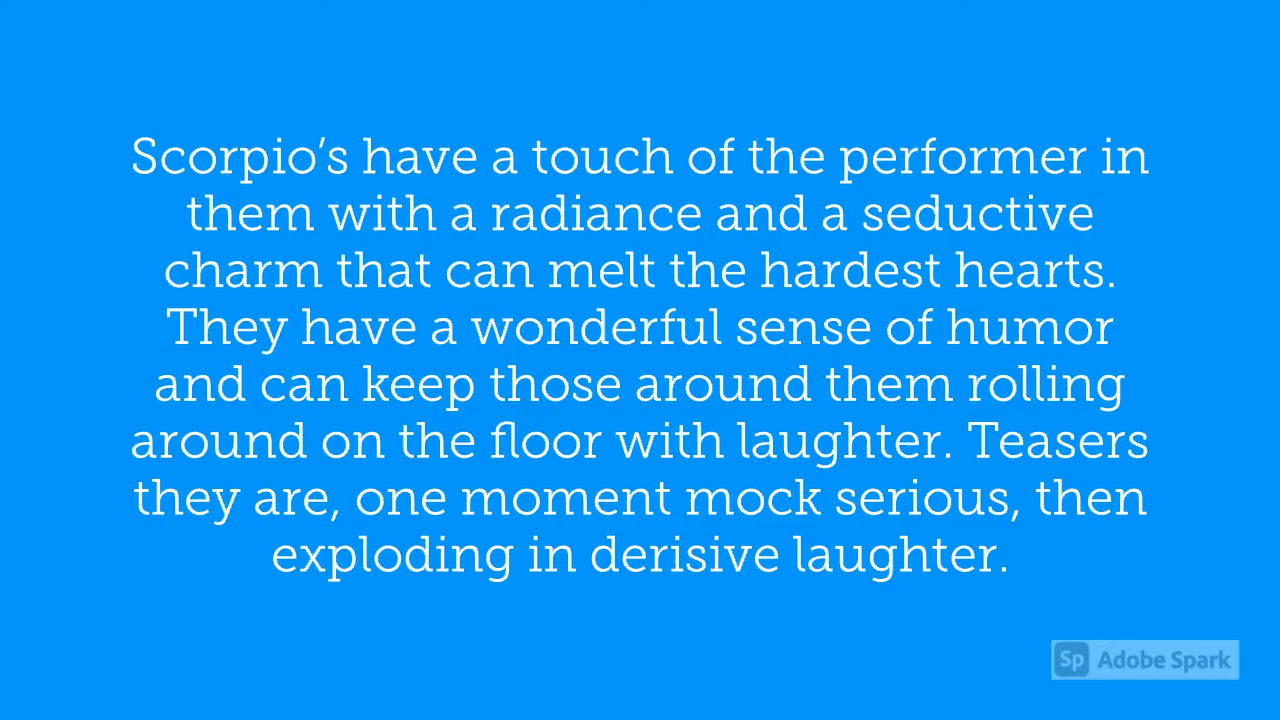 Scorpio’s have a touch of the performer in
them with a radiance and a seductive
charm that can melt the hardest hearts.
They have a wonderful sense of humor
and can keep those around them rolling
around on the floor with laughter. Teasers
they are, one moment mock serious, then
exploding in derisive laughter.
Sp Adobe Spark